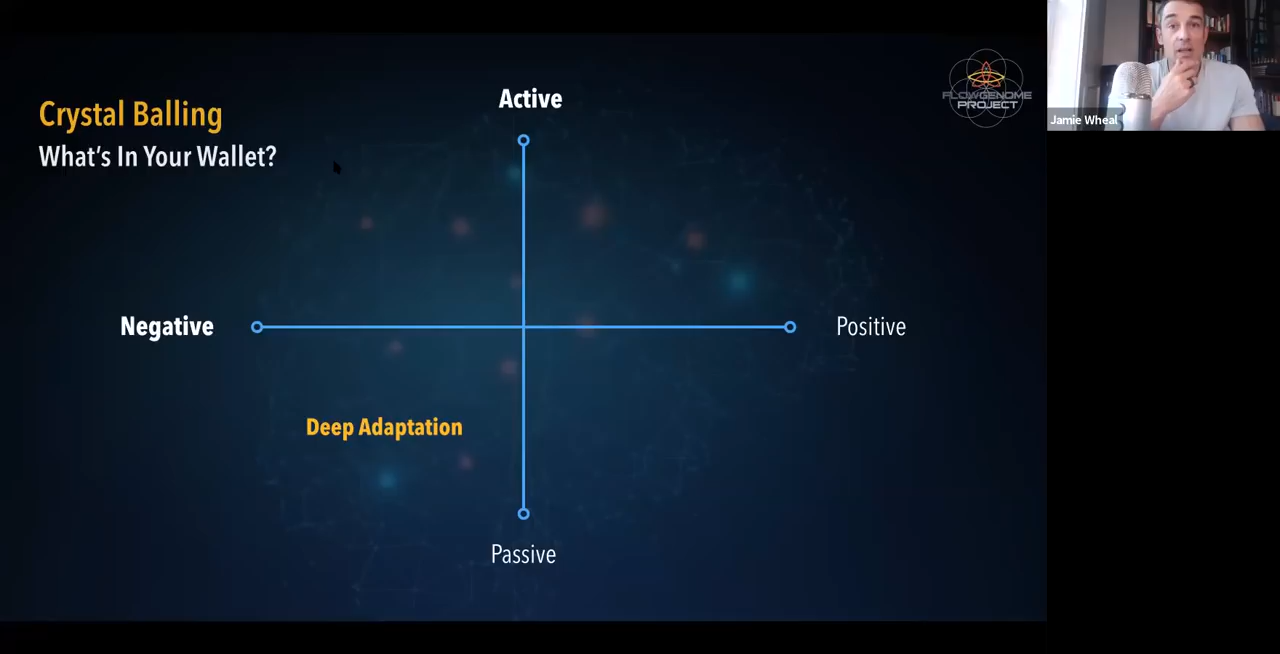 Crystal Balling
What's In Your Wallet?
Active
FLOWGENOME
PROJECT
Jamie Wheal
Negative
Positive
Deep Adaptation
Passive